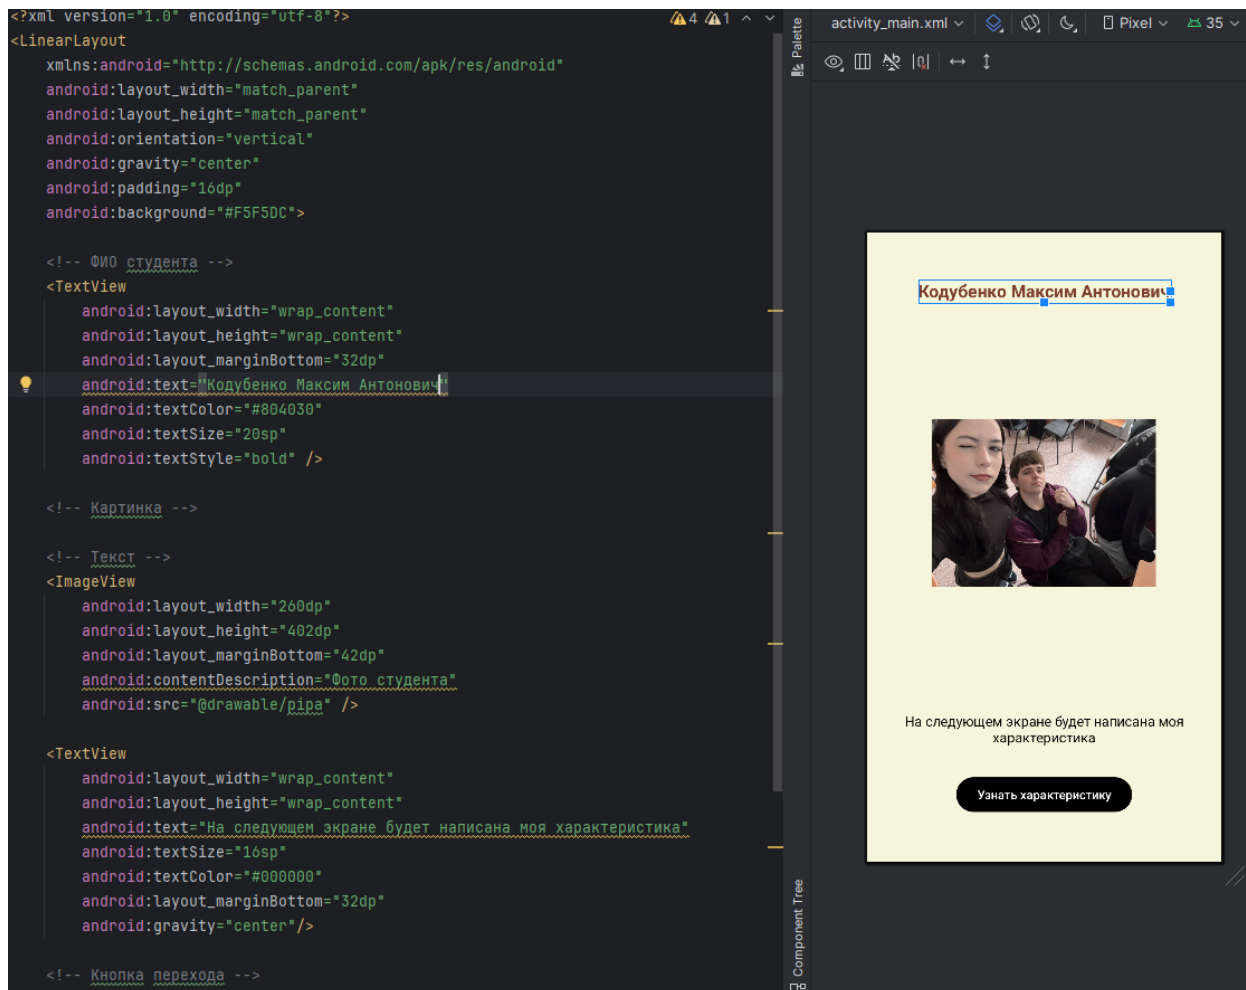 <?xml version="1.0" encoding="utf-8"?>
4 1
<LinearLayout
xmlns:android="http://schemas.android.com/apk/res/android"
android:layout_width="match_parent"
android:layout_height="match_parent"
android:orientation="vertical"
android:gravity="center"
android:padding="16dp"
android:background="#F5F5DC">
<!-- ФИО студента -->
<TextView
android:layout_width="wrap_content"
android:layout_height="wrap_content"
android:layout_marginBottom="32dp"
android:text="Кодубенко Максим Антонович"
android:textColor="#804030"
android:textSize="20sp"
android:textStyle="bold" />
<!-- Картинка -->
<!-- Текст -->
<ImageView
android:layout_width="260dp"
android:layout_height="402dp"
android:layout_marginBottom="42dp"
android:contentDescription="Фото студента"
android:src="@drawable/pipa" />
<TextView
android:layout_width="wrap_content"
android:layout_height="wrap_content"
android:text="На следующем экране будет написана моя характеристика"
android:textSize="16sp"
android:textColor="#000000"
android:layout_marginBottom="32dp"
android:gravity="center"/>
<!-- Кнопка перехода -->
Palette
Component Tree
activity_main.xml Pixel 35
Кодубенко Максим Антонович
На следующем экране будет написана моя
характеристика
Узнать характеристику